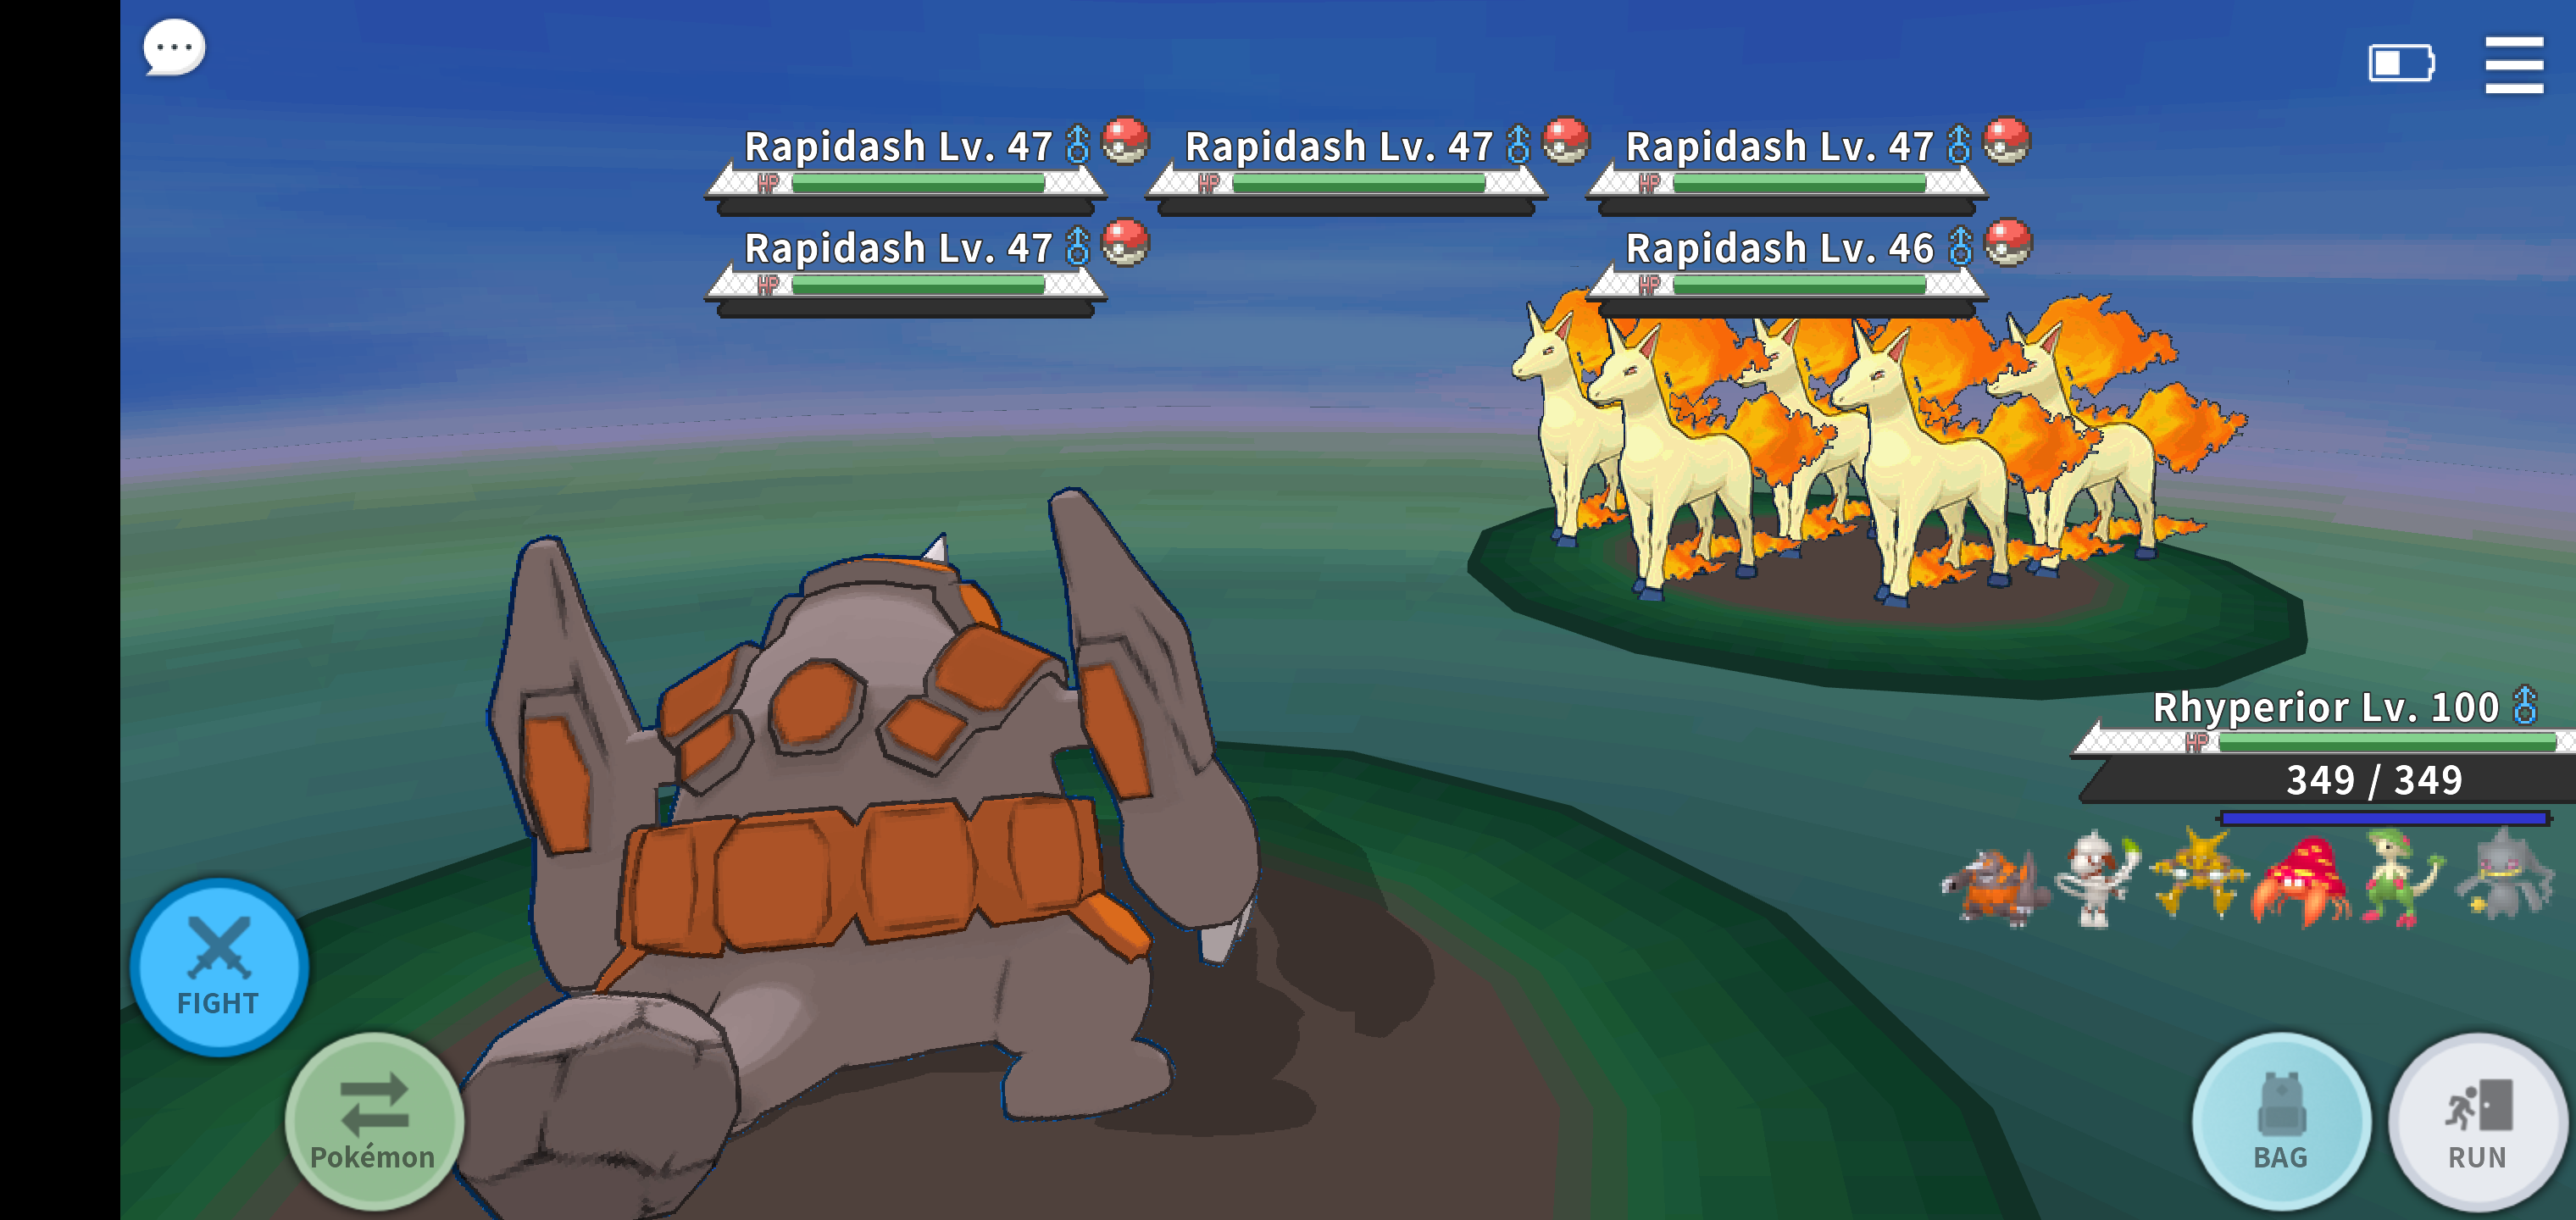 Rapidash Lv. 47
Rapidash Lv. 47
Rapidash Lv. 47
HP
HP
HP
Rapidash Lv. 47
Rapidash Lv. 46
HP
HP
Rhyperior Lv. 100
HP
349 / 349
FIGHT
Pokémon
BAG
RUN